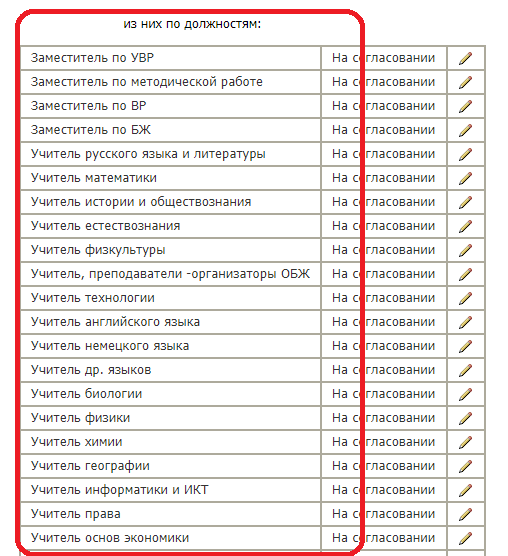 из них по должностям:
Заместитель по УВР На согласовании
Заместитель по методической работе На согласовании
Заместитель по ВР На согласовании
Заместитель по БЖ На согласовании
Учитель русского языка и литературы На согласовании
Учитель математики На согласовании
Учитель истории и обществознания На согласовании
Учитель естествознания На согласовании
Учитель физкультуры На согласовании
Учитель, преподаватели -организаторы ОБЖ На согласовании
Учитель технологии На согласовании
Учитель английского языка На согласовании
Учитель немецкого языка На согласовании
Учитель др. языков На согласовании
Учитель биологии На согласовании
Учитель физики На согласовании
Учитель химии На согласовании
Учитель географии На согласовании
Учитель информатики и ИКТ На согласовании
Учитель права На согласовании
Учитель основ экономики На согласовании